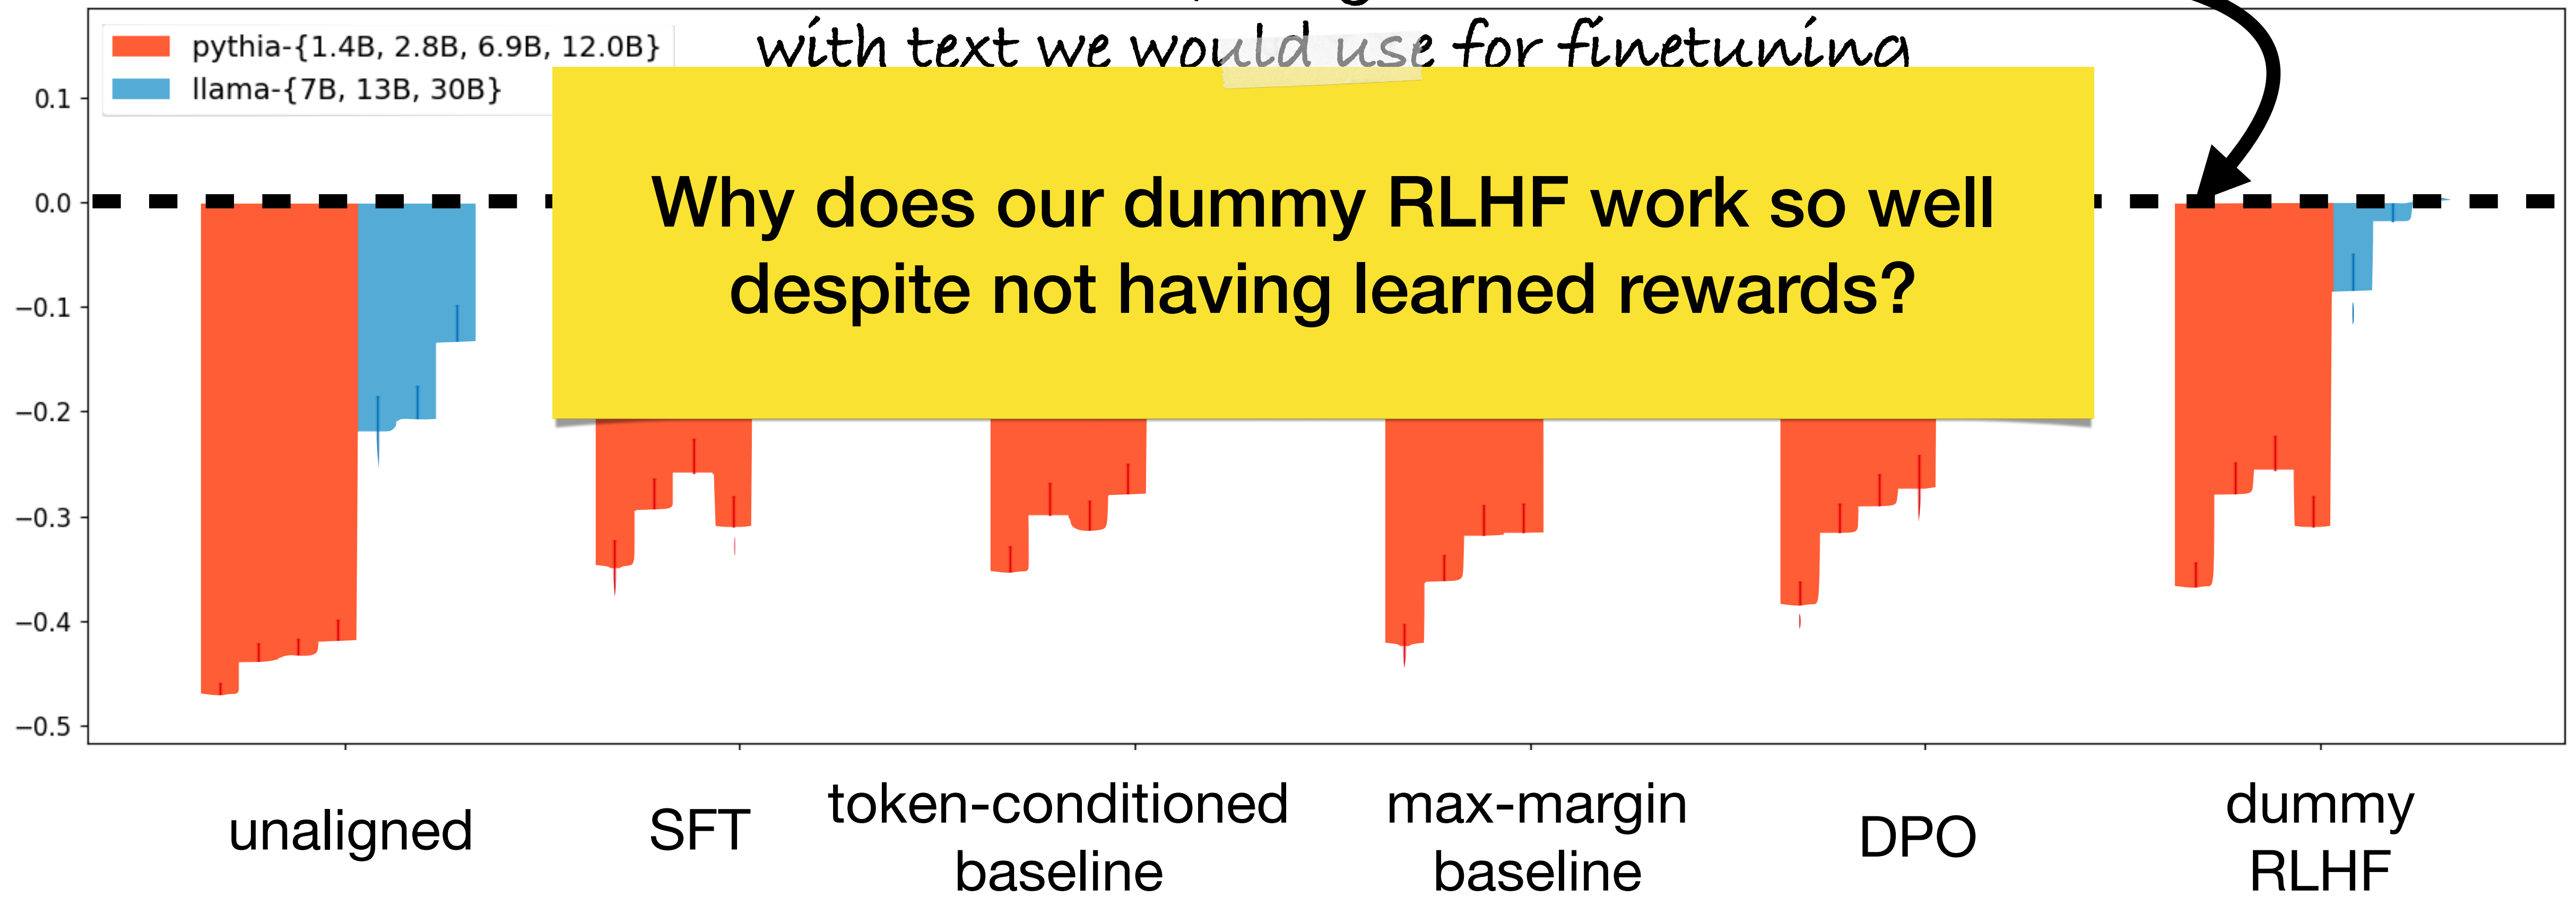 with text we would use for finetuning
pythia-{1.4B, 2.8B, 6.9B, 12.0B}
llama-{7B, 13B, 30B}
Why does our dummy RLHF work so well
despite not having learned rewards?
0.1
0.0
−0.1
−0.2
−0.3
−0.4
−0.5
unaligned
SFT
token-conditioned
baseline
max-margin
baseline
DPO
dummy
RLHF